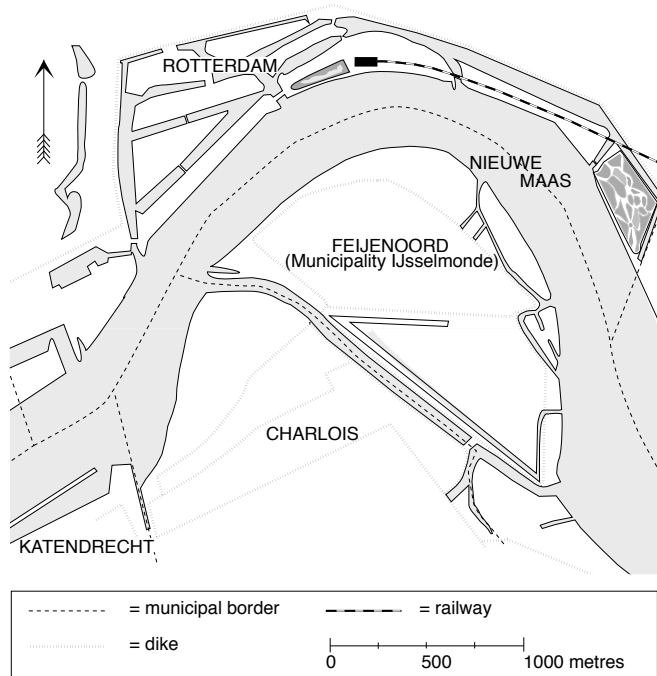 ROTTERDAM
NIEUWE
MAAS
FEIJENOORD
(Municipality IJsselmonde)
CHARLOIS
KATENDRECHT
= municipal border
= railway
= dike
0 500 1000 metres